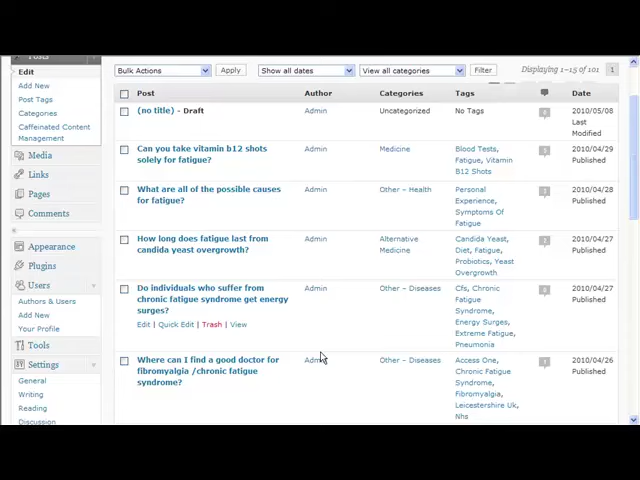 Posts
Edit
Add New
Post Tags
Categories
Caffeinated Content
Management
Media
Links
Pages
Comments
Appearance
Plugins
Users
Authors & Users
Add New
Your Profile
Tools
Settings
General
Writing
Reading
Discussion
Bulk Actions Apply Show all dates View all categories Filter Displaying 1–15 of 101 1
Post Author Categories Tags Date
(no title) - Draft Admin Uncategorized No Tags 2010/05/08
Last
Modified
Can you take vitamin b12 shots
solely for fatigue?
Admin
Medicine
Blood Tests,
Fatigue, Vitamin
B12 Shots
2010/04/29
Published
What are all of the possible causes
for fatigue?
Admin
Other – Health
Personal
Experience,
Symptoms Of
Fatigue
2010/04/28
Published
How long does fatigue last from
candida yeast overgrowth?
Admin
Alternative
Medicine
Candida Yeast,
Diet, Fatigue,
Probiotics, Yeast
Overgrowth
2010/04/27
Published
Do individuals who suffer from
chronic fatigue syndrome get energy
surges?
Edit | Quick Edit | Trash | View
Admin
Other – Diseases
Cfs, Chronic
Fatigue
Syndrome,
Energy Surges,
Extreme Fatigue,
Pneumonia
2010/04/27
Published
Where can I find a good doctor for
fibromyalgia /chronic fatigue
syndrome?
Admin
Other – Diseases
Access One,
Chronic Fatigue
Syndrome,
Fibromyalgia,
Leicestershire Uk,
Nhs
2010/04/26
Published